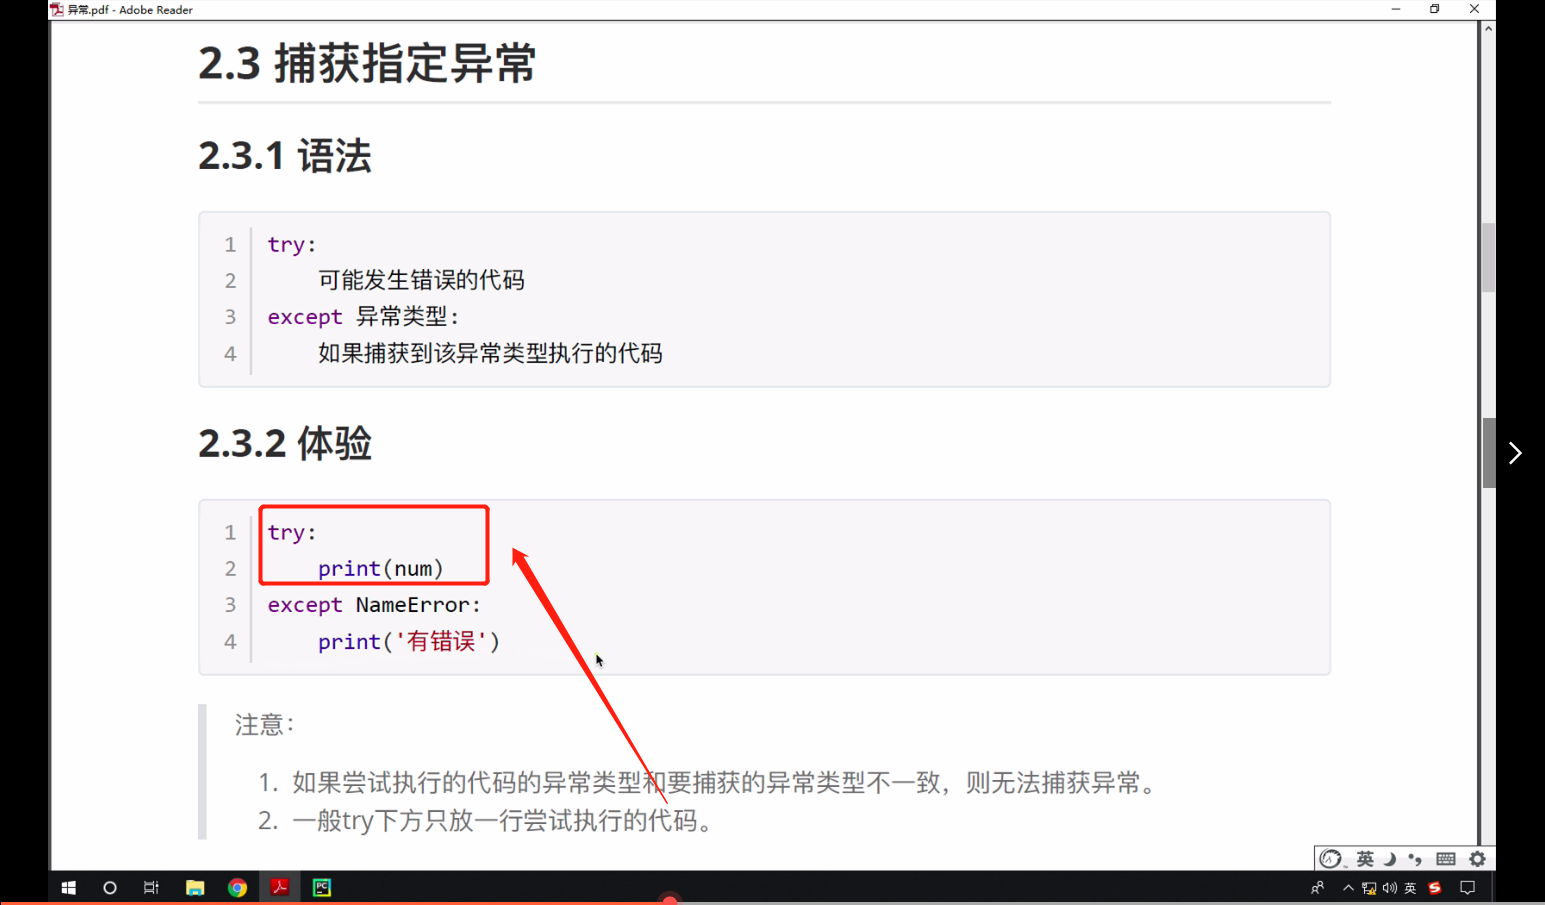 异常.pdf - Adobe Reader
2.3 捕获指定异常
2.3.1 语法
1 try:
2 可能发生错误的代码
3 except 异常类型:
4 如果捕获到该异常类型执行的代码
2.3.2 体验
1 try:
2 print(num)
3 except NameError:
4 print('有错误')
注意：
1. 如果尝试执行的代码的异常类型和要捕获的异常类型不一致，则无法捕获异常。
2. 一般try下方只放一行尝试执行的代码。
英
PC
英